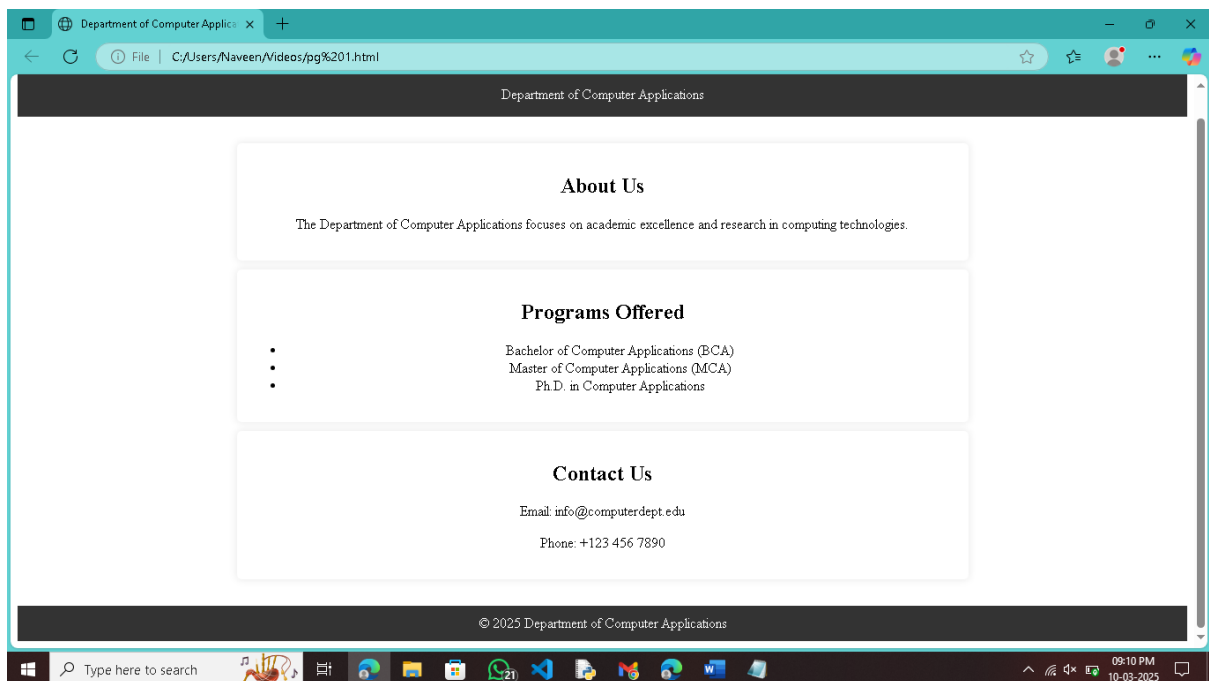 Department of Computer Applica
File
C:/Users/Naveen/Videos/pg%201.html
Department of Computer Applications
About Us
The Department of Computer Applications focuses on academic excellence and research in computing technologies.
Programs Offered
• Bachelor of Computer Applications (BCA)
• Master of Computer Applications (MCA)
• Ph.D. in Computer Applications
Contact Us
Email: info@computerdept.edu
Phone: +123 456 7890
© 2025 Department of Computer Applications
Type here to search
21
09:10 PM
10-03-2025